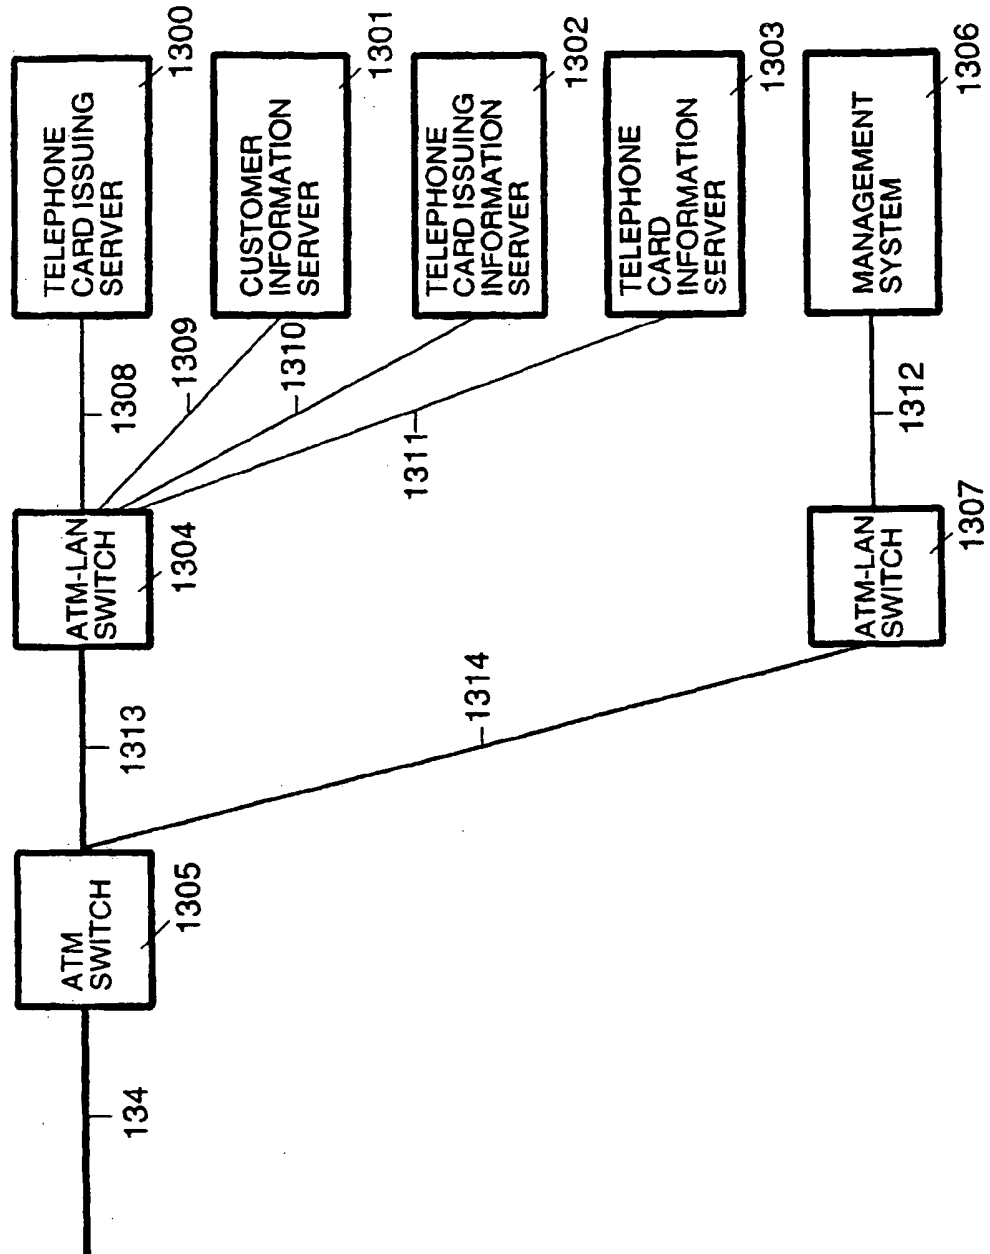 TELEPHONE
CARD ISSUING
SERVER
1300
CUSTOMER
INFORMATION
SERVER
1301
TELEPHONE
CARD ISSUING
INFORMATION
SERVER
1302
TELEPHONE
CARD
INFORMATION
SERVER
1303
MANAGEMENT
SYSTEM
1306
1308
1309
1310
1311
1312
ATM-LAN
SWITCH
1304
ATM-LAN
SWITCH
1307
1313
1314
ATM
SWITCH
1305
134